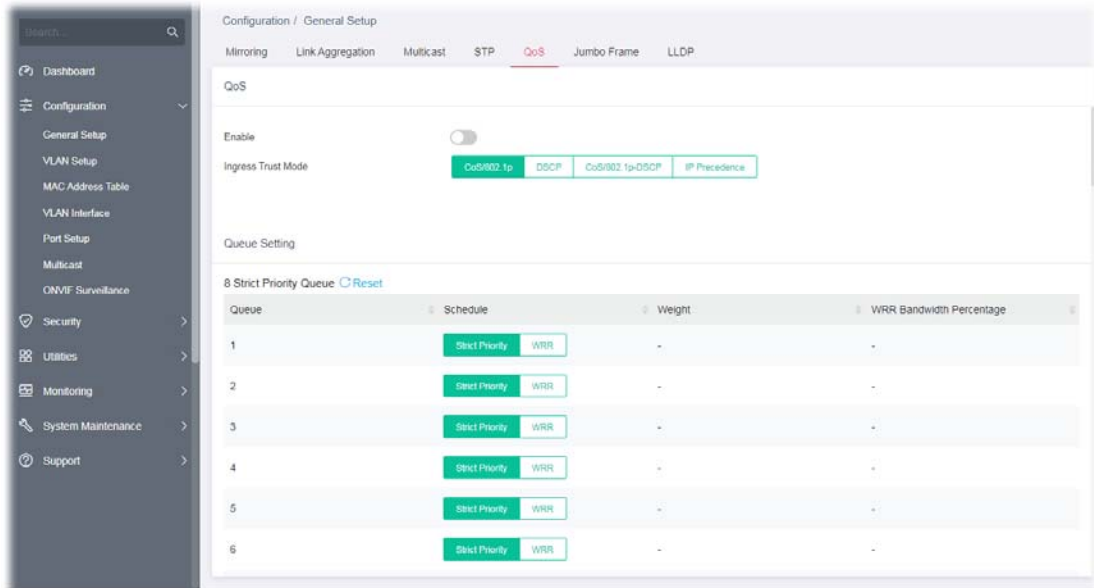 Search...
Dashboard
Configuration
General Setup
VLAN Setup
MAC Address Table
VLAN Interface
Port Setup
Multicast
ONVIF Surveillance
Security
Utilities
Monitoring
System Maintenance
Support
Configuration / General Setup
Mirroring Link Aggregation Multicast STP QoS Jumbo Frame LLDP
QoS
Enable
Ingress Trust Mode CoS/802.1p DSCP CoS/802.1p-DSCP IP Precedence
Queue Setting
8 Strict Priority Queue Reset
Queue Schedule Weight WRR Bandwidth Percentage
1 Strict Priority WRR - -
2 Strict Priority WRR - -
3 Strict Priority WRR - -
4 Strict Priority WRR - -
5 Strict Priority WRR - -
6 Strict Priority WRR - -